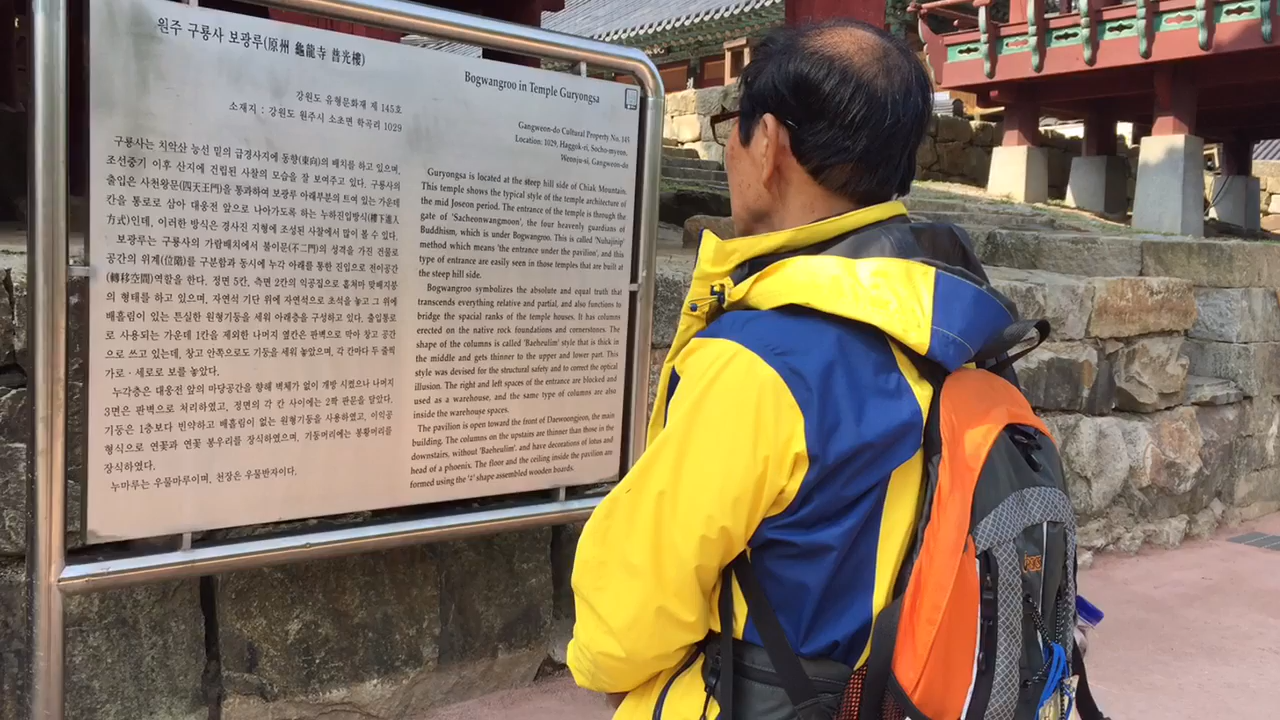 원주 구룡사 보광루(原州 龜龍寺 普光樓)
강원도 유형문화재 제 145호
소재지 : 강원도 원주시 소초면 학곡리 1029
구룡사는 치악산 능선 밑의 급경사지에 동향(東向)의 배치를 하고 있으며,
조선중기 이후 산지에 건립된 사찰의 모습을 잘 보여주고 있다. 구룡사의
출입은 사천왕문(四天王門)을 통과하여 보광루 아래부분의 트여 있는 가운데
칸을 통로로 삼아 대웅전 앞으로 나아가도록 하는 누하진입방식(樓下進入
方式)인데, 이러한 방식은 경사진 지형에 조성된 사찰에서 많이 볼 수 있다.
보광루는 구룡사의 가람배치에서 불이문(不二門)의 성격을 가진 건물로
공간의 위계(位階)를 구분함과 동시에 누각 아래를 통한 진입으로 전이공간
(轉移空間)역할을 한다. 정면 5칸, 측면 2칸의 익공집으로 홑처마 맞배지붕
의 형태를 하고 있으며, 자연석 기단 위에 자연적으로 초석을 놓고 그 위에
배흘림이 있는 튼실한 원형기둥을 세워 아래층을 구성하고 있다. 출입통로
로 사용되는 가운데 1칸을 제외한 나머지 옆칸은 판벽으로 막아 창고 공간
으로 쓰고 있는데, 창고 안쪽으로도 기둥을 세워 놓았으며, 각 칸마다 두 줄씩
가로 · 세로로 보를 놓았다.
누각층은 대웅전 앞의 마당공간을 향해 벽체가 없이 개방 시켰으나 나머지
3면은 판벽으로 처리하였고, 정면의 각 칸 사이에는 2짝 판문을 달았다.
기둥은 1층보다 빈약하고 배흘림이 없는 원형기둥을 사용하였고, 이익공
형식으로 연꽃과 연꽃 봉우리를 장식하였으며, 기둥머리에는 봉황머리를
장식하였다.
누마루는 우물마루이며, 천장은 우물반자이다.
Bogwangroo in Temple Guryongsa
Gangweon-do Cultural Property No. 145
Location: 1029, Haggok-ri, Socho-myeon,
Weonju-si, Gangweon-do
Guryongsa is located at the steep hill side of Chiak Mountain.
This temple shows the typical style of the temple architecture of
the mid Joseon period. The entrance of the temple is through the
gate of 'Sacheonwangmoon', the four heavenly guardians of
Buddhism, which is under Bogwangroo. This is called 'Nuhajinip'
method which means 'the entrance under the pavilion', and this
type of entrance are easily seen in those temples that are built at
the steep hill side.
Bogwangroo symbolizes the absolute and equal truth that
transcends everything relative and partial, and also functions to
bridge the spacial ranks of the temple houses. It has columns
erected on the native rock foundations and cornerstones. The
shape of the columns is called 'Baeheulim' style that is thick in
the middle and gets thinner to the upper and lower part. This
style was devised for the structural safety and to correct the optical
illusion. The right and left spaces of the entrance are blocked and
used as a warehouse, and the same type of columns are also
inside the warehouse spaces.
The pavilion is open toward the front of Daewoongjeon, the main
building. The columns on the upstairs are thinner than those in the
downstairs, without 'Baeheulim'. and have decorations of lotus and
head of a phoenix. The floor and the ceiling inside the pavilion are
formed using the '井' shape assembled wooden boards.